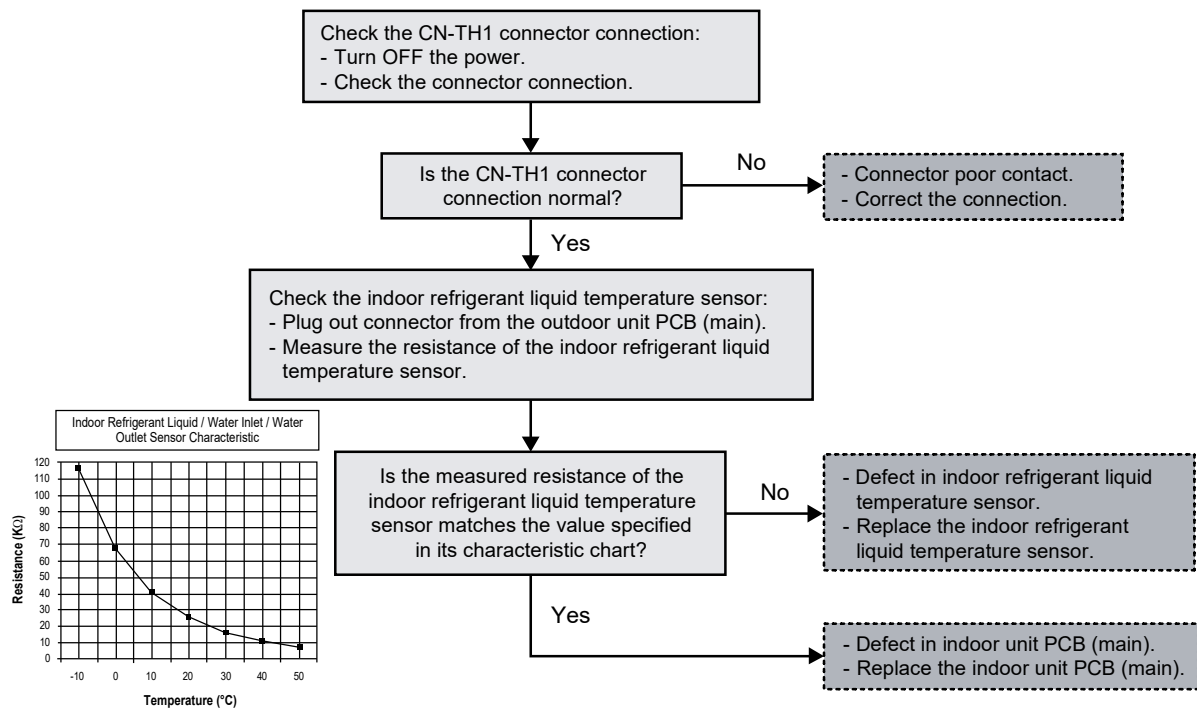 Check the CN-TH1 connector connection:
- Turn OFF the power.
- Check the connector connection.
Is the CN-TH1 connector
connection normal?
No
- Connector poor contact.
- Correct the connection.
Yes
Check the indoor refrigerant liquid temperature sensor:
- Plug out connector from the outdoor unit PCB (main).
- Measure the resistance of the indoor refrigerant liquid
temperature sensor.
Indoor Refrigerant Liquid / Water Inlet / Water
Outlet Sensor Characteristic
Resistance (KΩ)
120
110
100
90
80
70
60
50
40
30
20
10
0
-10 0 10 20 30 40 50
Temperature (°C)
Is the measured resistance of the
indoor refrigerant liquid temperature
sensor matches the value specified
in its characteristic chart?
No
- Defect in indoor refrigerant liquid
temperature sensor.
- Replace the indoor refrigerant
liquid temperature sensor.
Yes
- Defect in indoor unit PCB (main).
- Replace the indoor unit PCB (main).